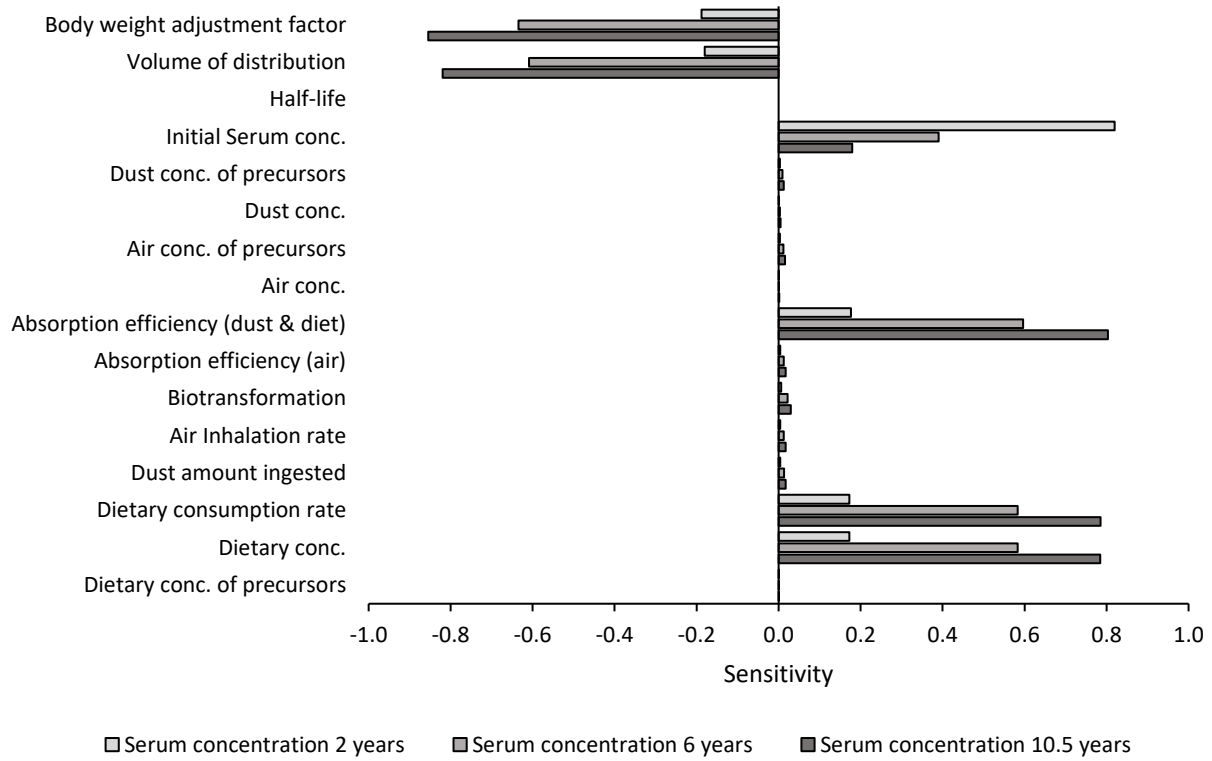 Body weight adjustment factor
Volume of distribution
Half-life
Initial Serum conc.
Dust conc. of precursors
Dust conc.
Air conc. of precursors
Air conc.
Absorption efficiency (dust & diet)
Absorption efficiency (air)
Biotransformation
Air Inhalation rate
Dust amount ingested
Dietary consumption rate
Dietary conc.
Dietary conc. of precursors
-1.0 -0.8 -0.6 -0.4 -0.2 0.0 0.2 0.4 0.6 0.8 1.0
Sensitivity
Serum concentration 2 years Serum concentration 6 years Serum concentration 10.5 years